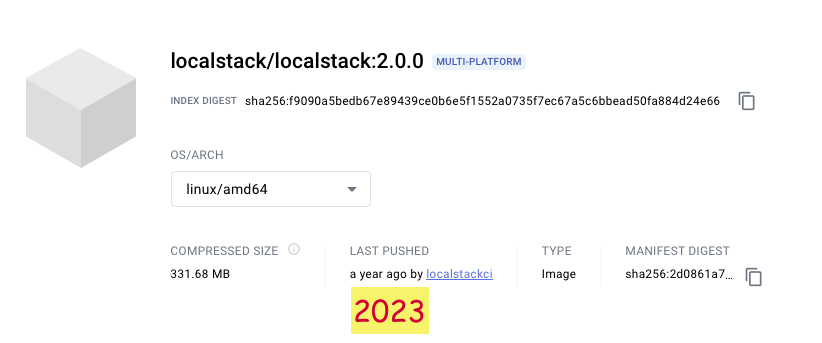 localstack/localstack:2.0.0 MULTI-PLATFORM
INDEX DIGEST sha256:f9090a5bedb67e89439ce0b6e5f1552a0735f7ec67a5c6bbead50fa884d24e66
OS/ARCH
linux/amd64
COMPRESSED SIZE LAST PUSHED TYPE MANIFEST DIGEST
331.68 MB a year ago by localstackci Image sha256:2d0861a7...
2023